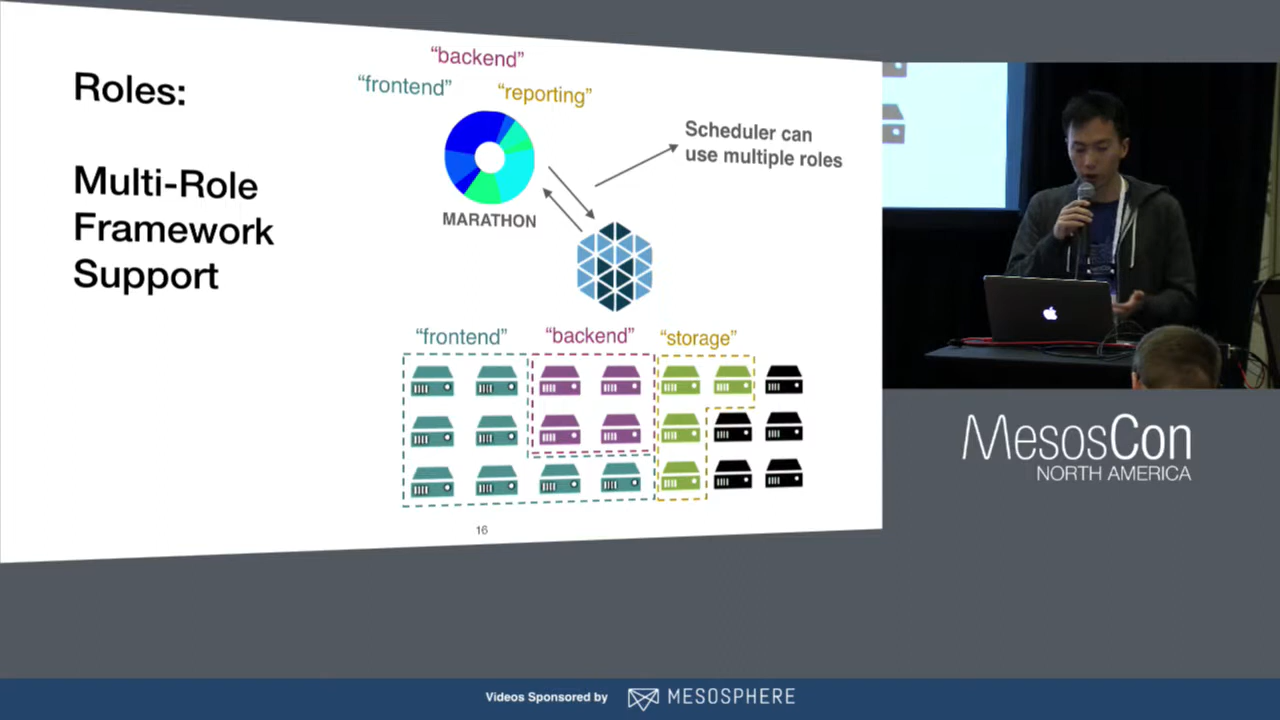 Roles:
Multi-Role
Framework
Support
“backend”
“frontend”
“reporting”
Scheduler can
use multiple roles
MARATHON
“frontend”
“backend”
“storage”
16
MesosCon
NORTH AMERICA
Videos Sponsored by
MESOSPHERE